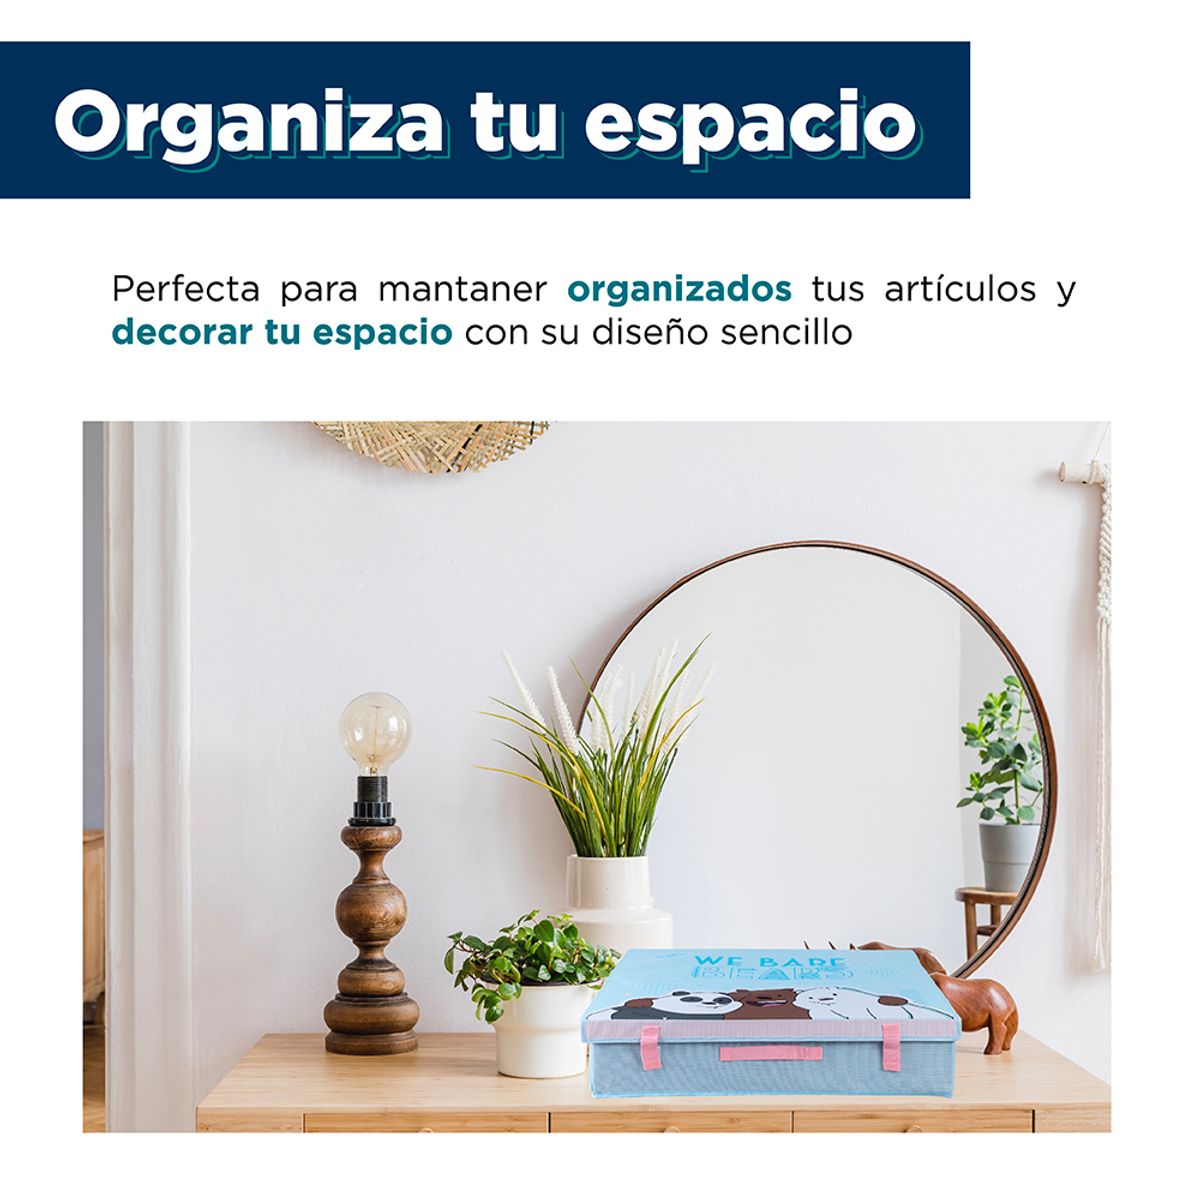 Organiza tu espacio
Perfecta para mantaner organizados tus artículos y
decorar tu espacio con su diseño sencillo
WE BARE
BEARS